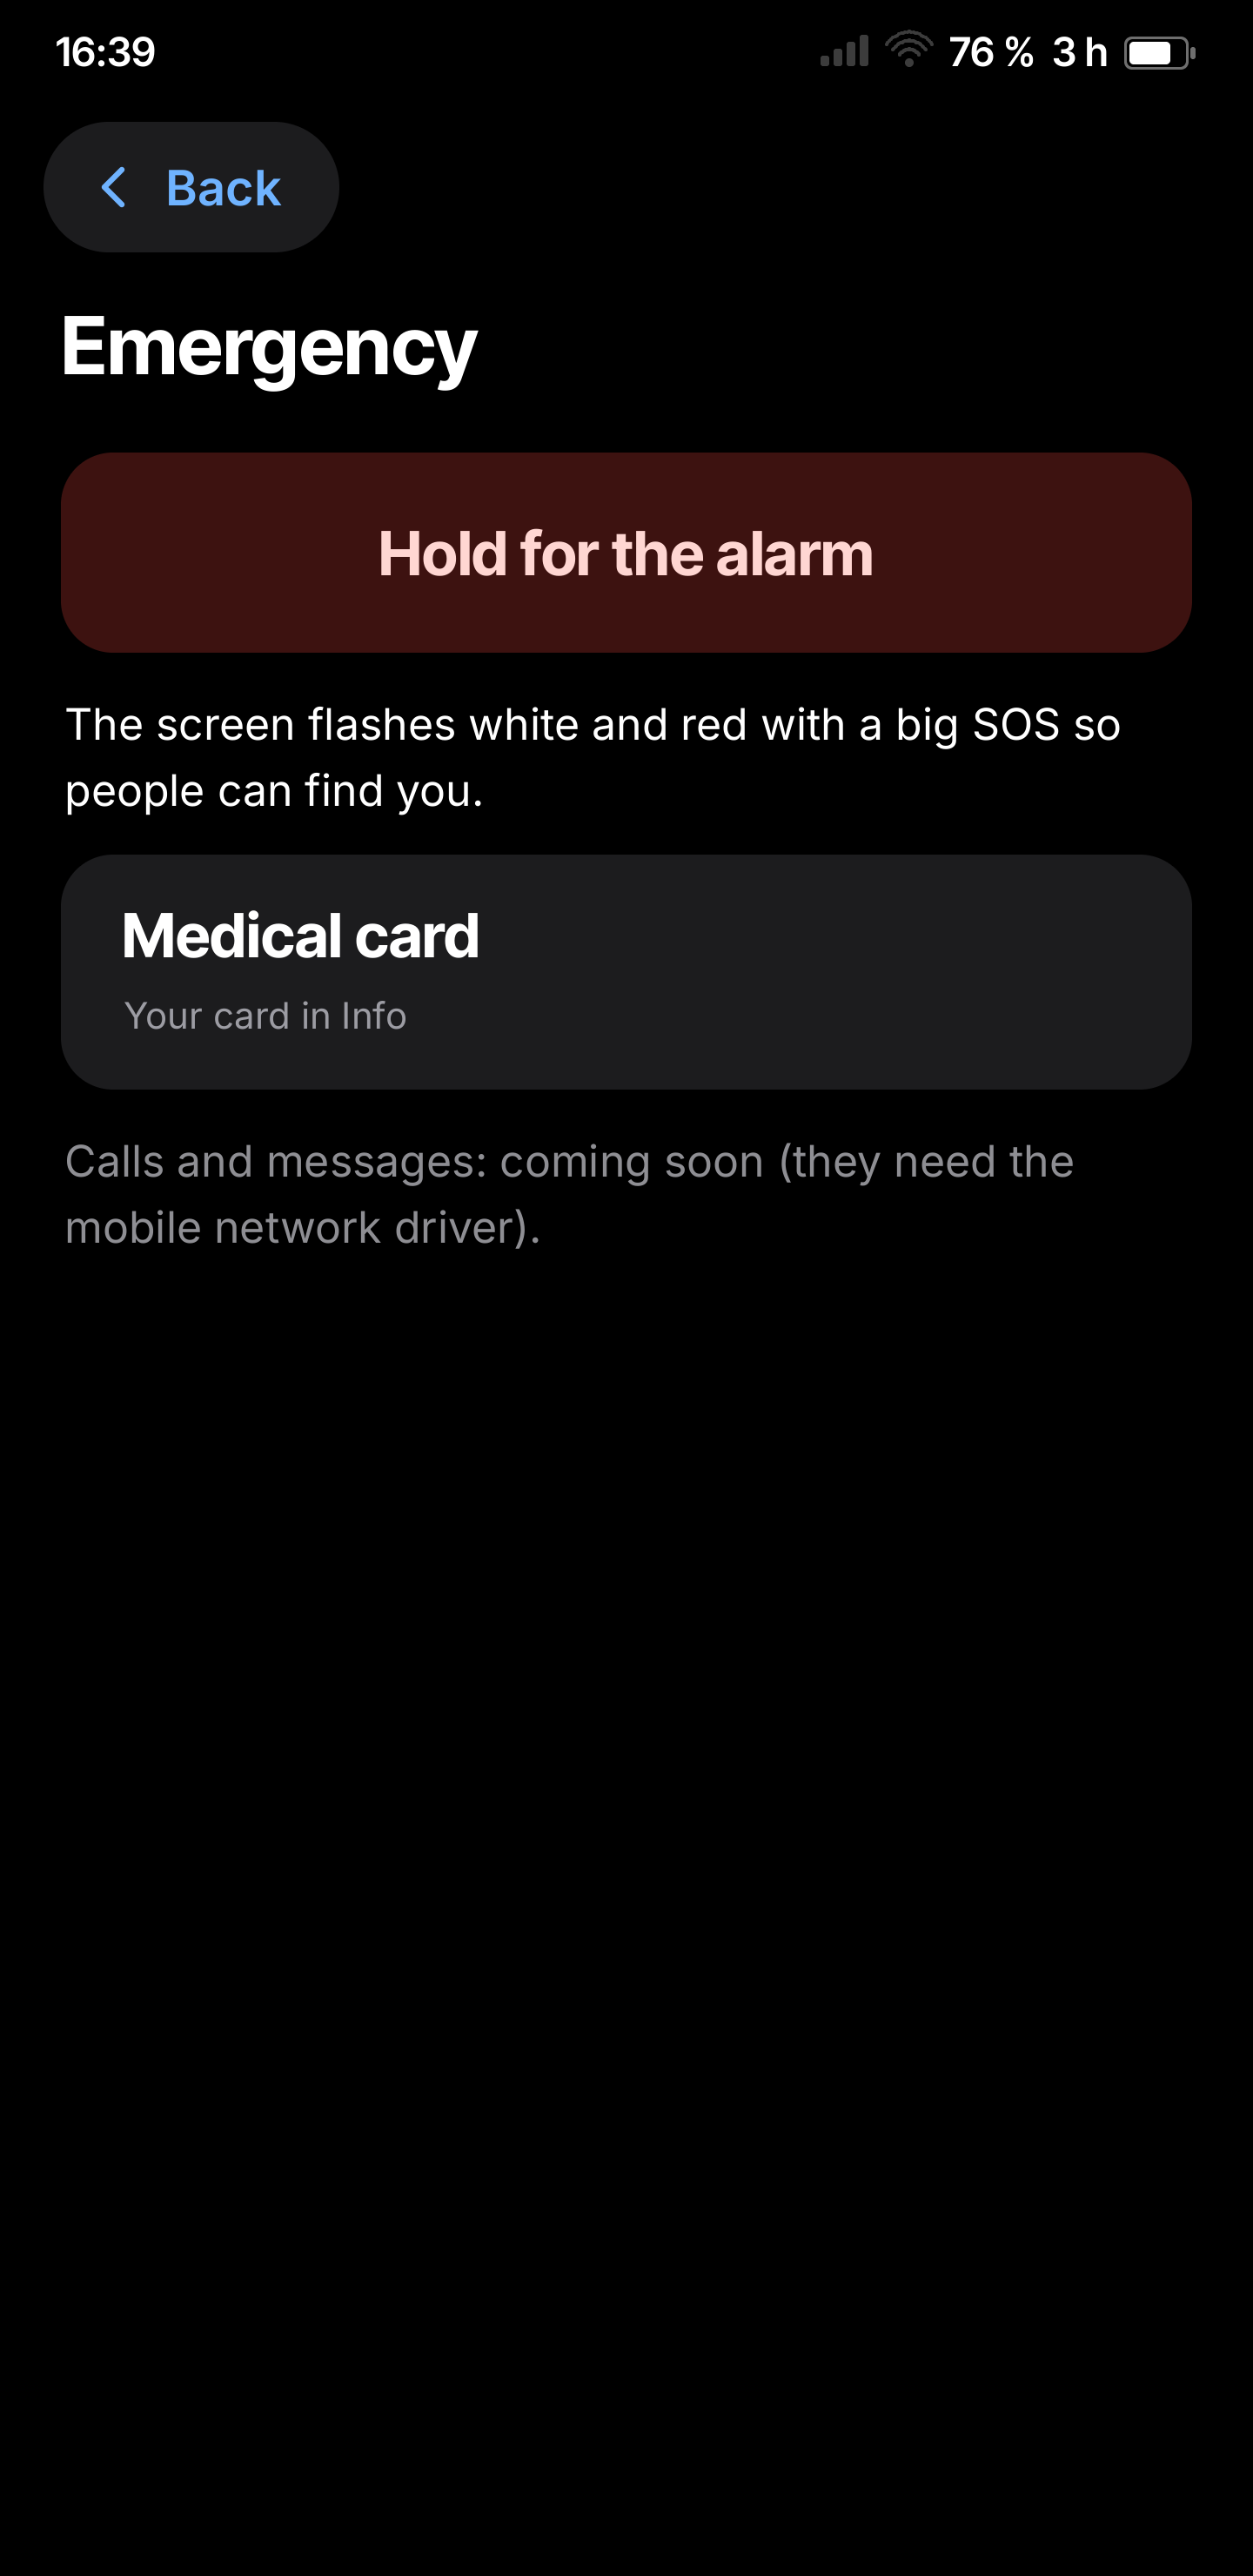 16:39
76 % 3 h
Back
Emergency
Hold for the alarm
The screen flashes white and red with a big SOS so
people can find you.
Medical card
Your card in Info
Calls and messages: coming soon (they need the
mobile network driver).